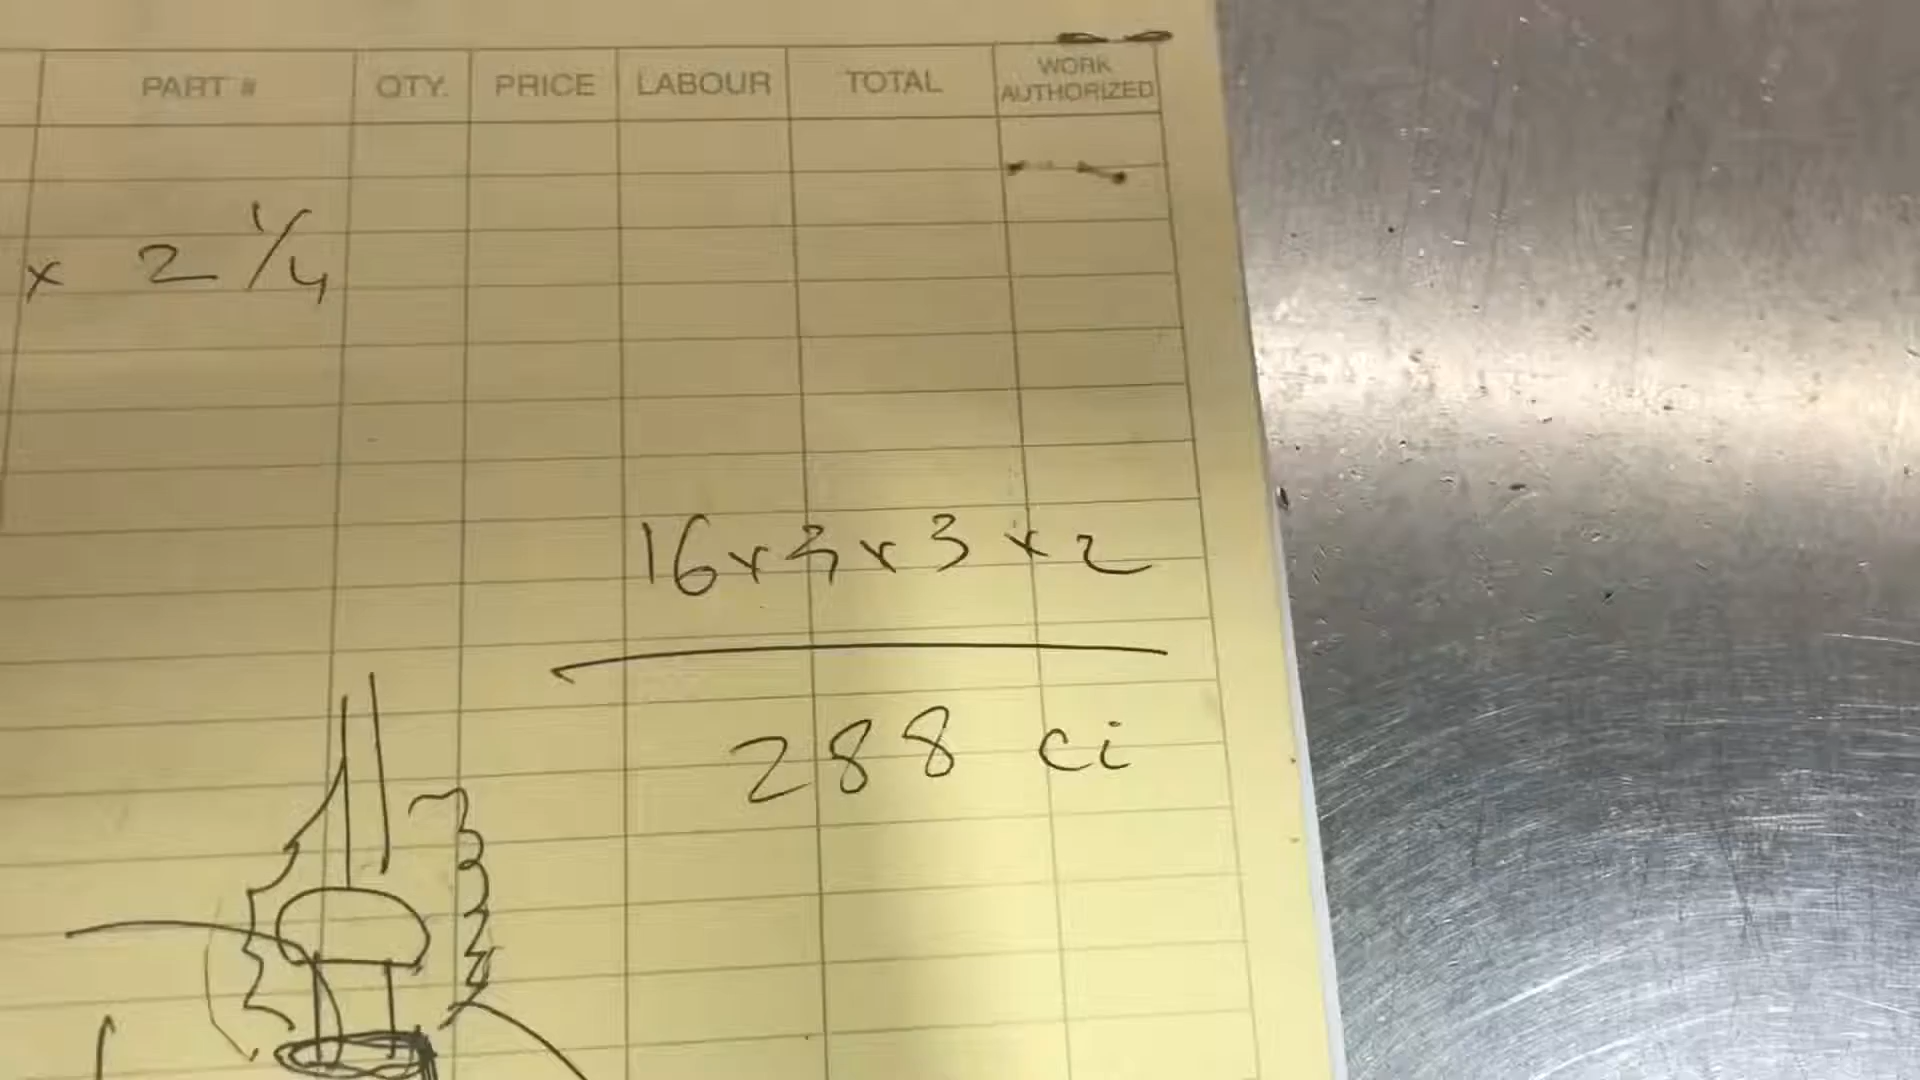 PART # QTY. PRICE LABOUR TOTAL WORK AUTHORIZED
x 2 1/4
16 x 3 x 3 x 2
288 ci